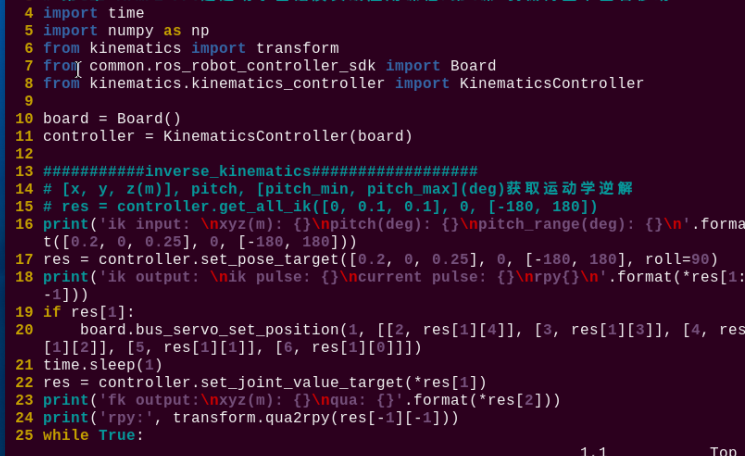 4 import time
5 import numpy as np
6 from kinematics import transform
7 from common.ros_robot_controller_sdk import Board
8 from kinematics.kinematics_controller import KinematicsController
9
10 board = Board()
11 controller = KinematicsController(board)
12
13 ###########inverse_kinematics##################
14 # [x, y, z(m)], pitch, [pitch_min, pitch_max](deg)获取运动学逆解
15 # res = controller.get_all_ik([0, 0.1, 0.1], 0, [-180, 180])
16 print('ik input: \nxyz(m): {}\npitch(deg): {}\npitch_range(deg): {}\n'.forma
t([0.2, 0, 0.25], 0, [-180, 180]))
17 res = controller.set_pose_target([0.2, 0, 0.25], 0, [-180, 180], roll=90)
18 print('ik output: \nik pulse: {}\ncurrent pulse: {}\nrpy{}\n'.format(*res[1:
-1]))
19 if res[1]:
20     board.bus_servo_set_position(1, [[2, res[1][4]], [3, res[1][3]], [4, res
[1][2]], [5, res[1][1]], [6, res[1][0]]])
21 time.sleep(1)
22 res = controller.set_joint_value_target(*res[1])
23 print('fk output:\nxyz(m): {}\nqua: {}'.format(*res[2]))
24 print('rpy:', transform.qua2rpy(res[-1][-1]))
25 while True:
1,1 Top